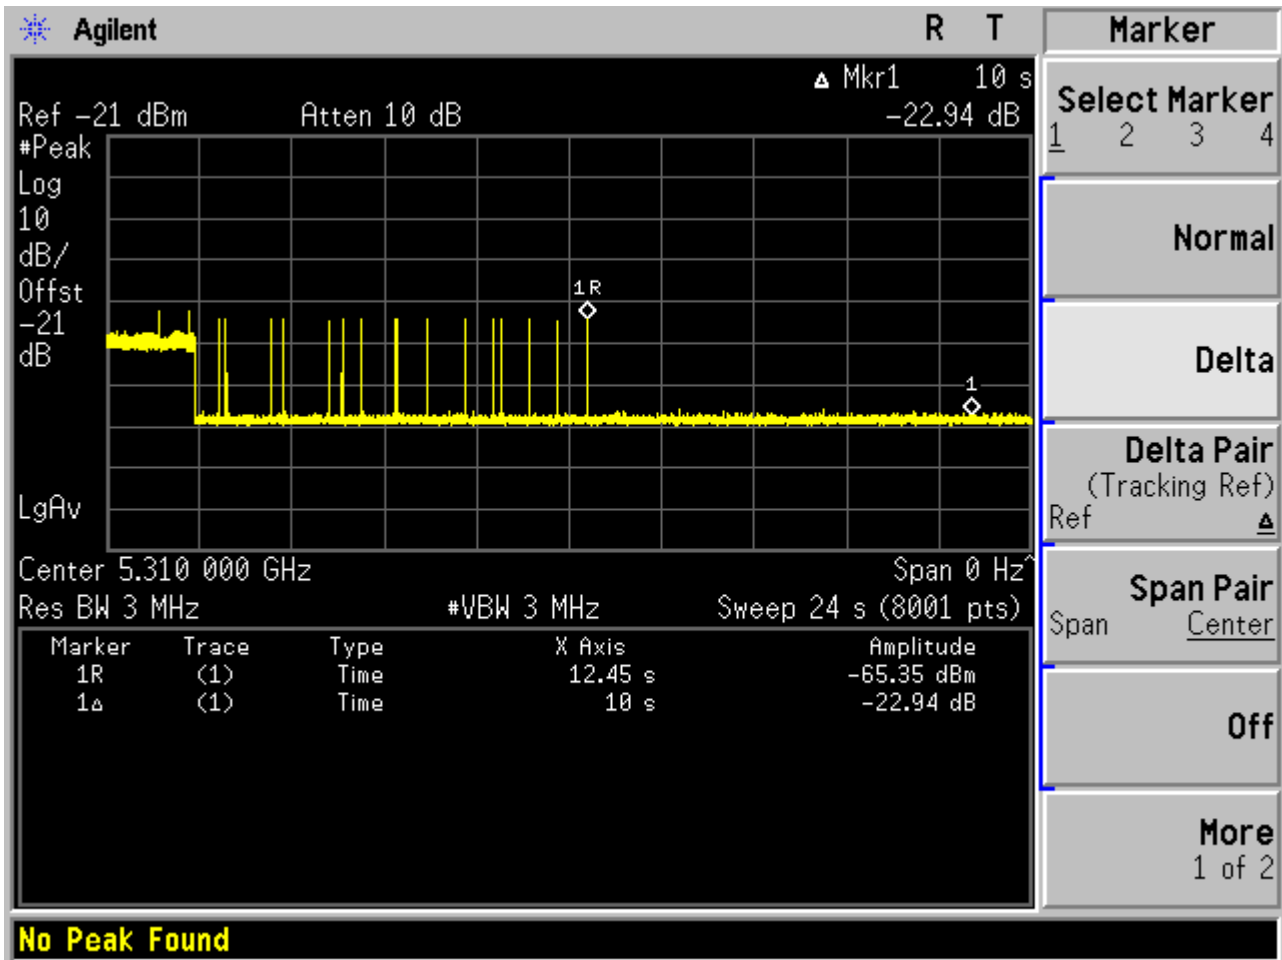 Agilent R T Marker
▵ Mkr1 10 s
Ref -21 dBm Atten 10 dB -22.94 dB
#Peak
Log
10
dB/
Offst
-21
dB
LgAv
1R
1
Center 5.310 000 GHz Span 0 Hz^
Res BW 3 MHz #VBW 3 MHz Sweep 24 s (8001 pts)
Marker Trace Type X Axis Amplitude
1R (1) Time 12.45 s -65.35 dBm
1▵ (1) Time 10 s -22.94 dB
Select Marker
1 2 3 4
Normal
Delta
Delta Pair
(Tracking Ref)
Ref ▵
Span Pair
Span Center
Off
More
1 of 2
No Peak Found